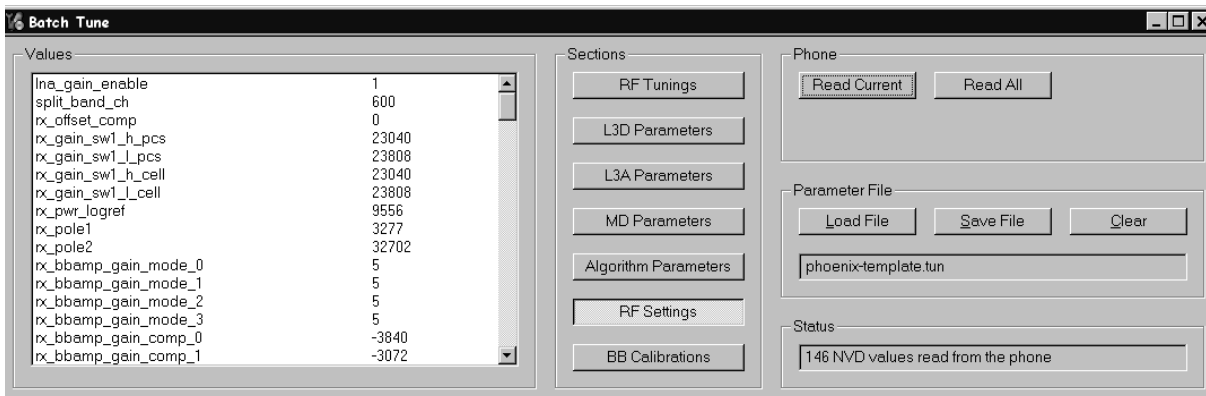 Batch Tune
Values
lna_gain_enable 1
split_band_ch 600
rx_offset_comp 0
rx_gain_sw1_h_pcs 23040
rx_gain_sw1_l_pcs 23808
rx_gain_sw1_h_cell 23040
rx_gain_sw1_l_cell 23808
rx_pwr_logref 9556
rx_pole1 3277
rx_pole2 32702
rx_bbamp_gain_mode_0 5
rx_bbamp_gain_mode_1 5
rx_bbamp_gain_mode_2 5
rx_bbamp_gain_mode_3 5
rx_bbamp_gain_comp_0 -3840
rx_bbamp_gain_comp_1 -3072
Sections
RF Tunings
L3D Parameters
L3A Parameters
MD Parameters
Algorithm Parameters
RF Settings
BB Calibrations
Phone
Read Current Read All
Parameter File
Load File Save File Clear
phoenix-template.tun
Status
146 NVD values read from the phone